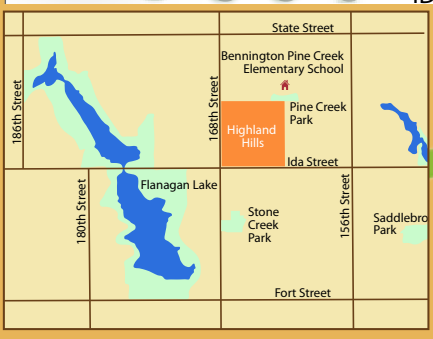 State Street
Bennington Pine Creek
Elementary School
186th Street
168th Street
Pine Creek
Park
Highland
Hills
Ida Street
Flanagan Lake
180th Street
156th Street
Stone
Creek
Park
Saddlebro
Park
Fort Street